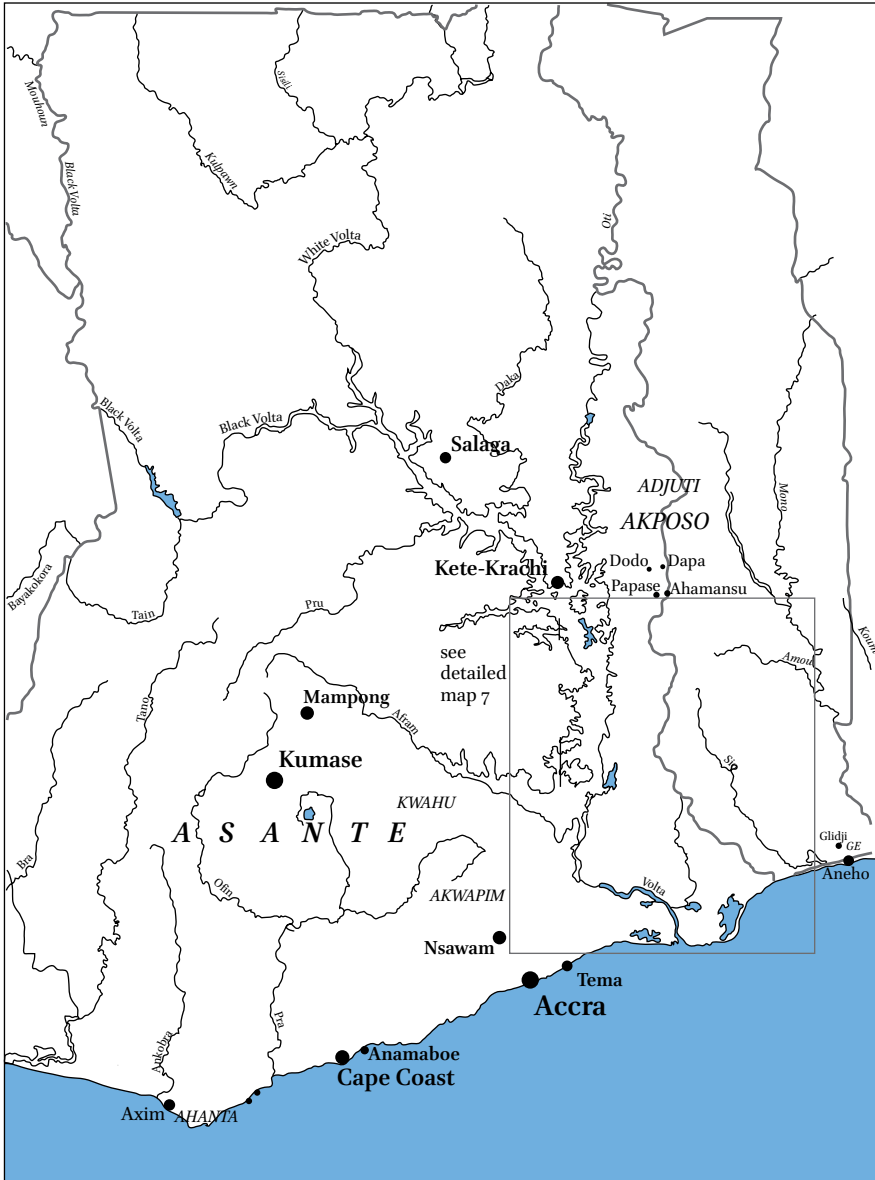 Sisili
Mouhoun
Black Volta
Kulpawn
Oti
White Volta
Daka
Black Volta
Black Volta
Salaga
ADJUTI
Mono
AKPOSO
Dodo
Dapa
Kete-Krachi
Papase
Ahamansu
Bayakokora
Tain
Pru
see
detailed
map 7
Koumi
Amou
Tano
Mampong
Afram
Kumase
Sio
KWAHU
A S A N T E
Glidji
GE
Bra
Aneho
Ofin
AKWAPIM
Volta
Nsawam
Tema
Accra
Pra
Ankobra
Anamaboe
Cape Coast
Axim
AHANTA